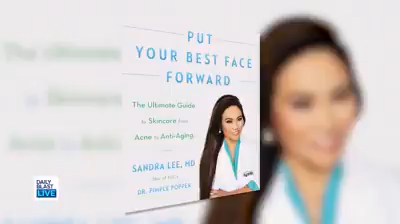 PUT
YOUR BEST FACE
FORWARD
The Ultimate Guide
to Skincare from
Acne to Anti-Aging
SANDRA LEE, MD
DR. PIMPLE POPPER
DAILY
BLAST
LIVE